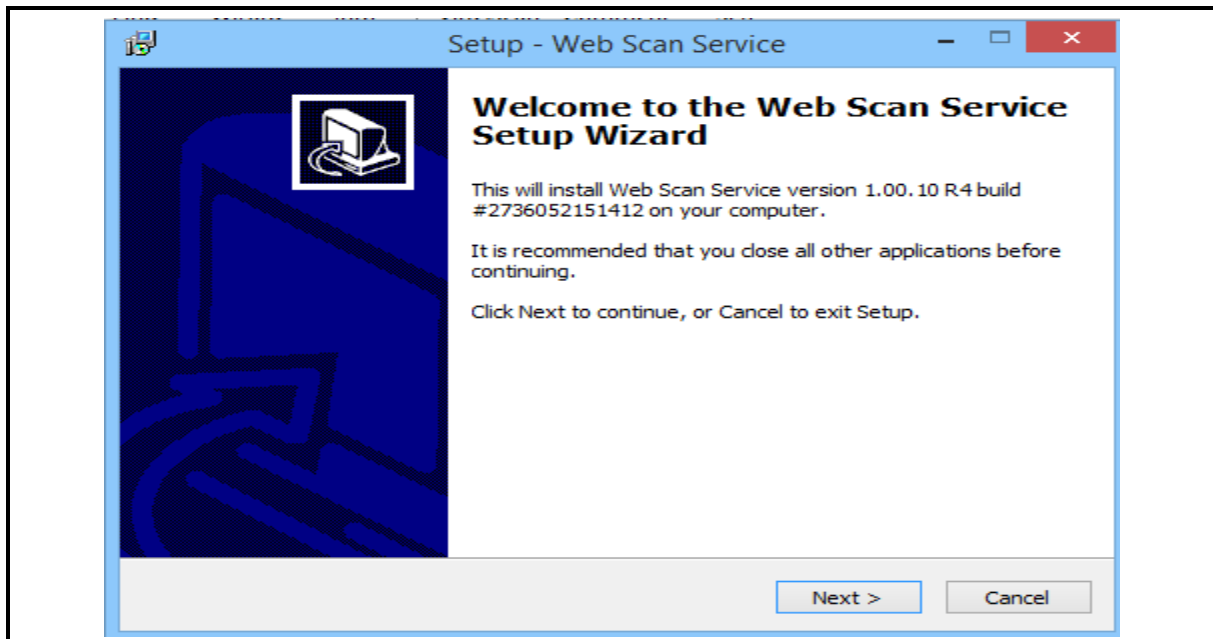 Setup - Web Scan Service
Welcome to the Web Scan Service
Setup Wizard
This will install Web Scan Service version 1.00.10 R4 build
#2736052151412 on your computer.
It is recommended that you close all other applications before
continuing.
Click Next to continue, or Cancel to exit Setup.
Next >
Cancel